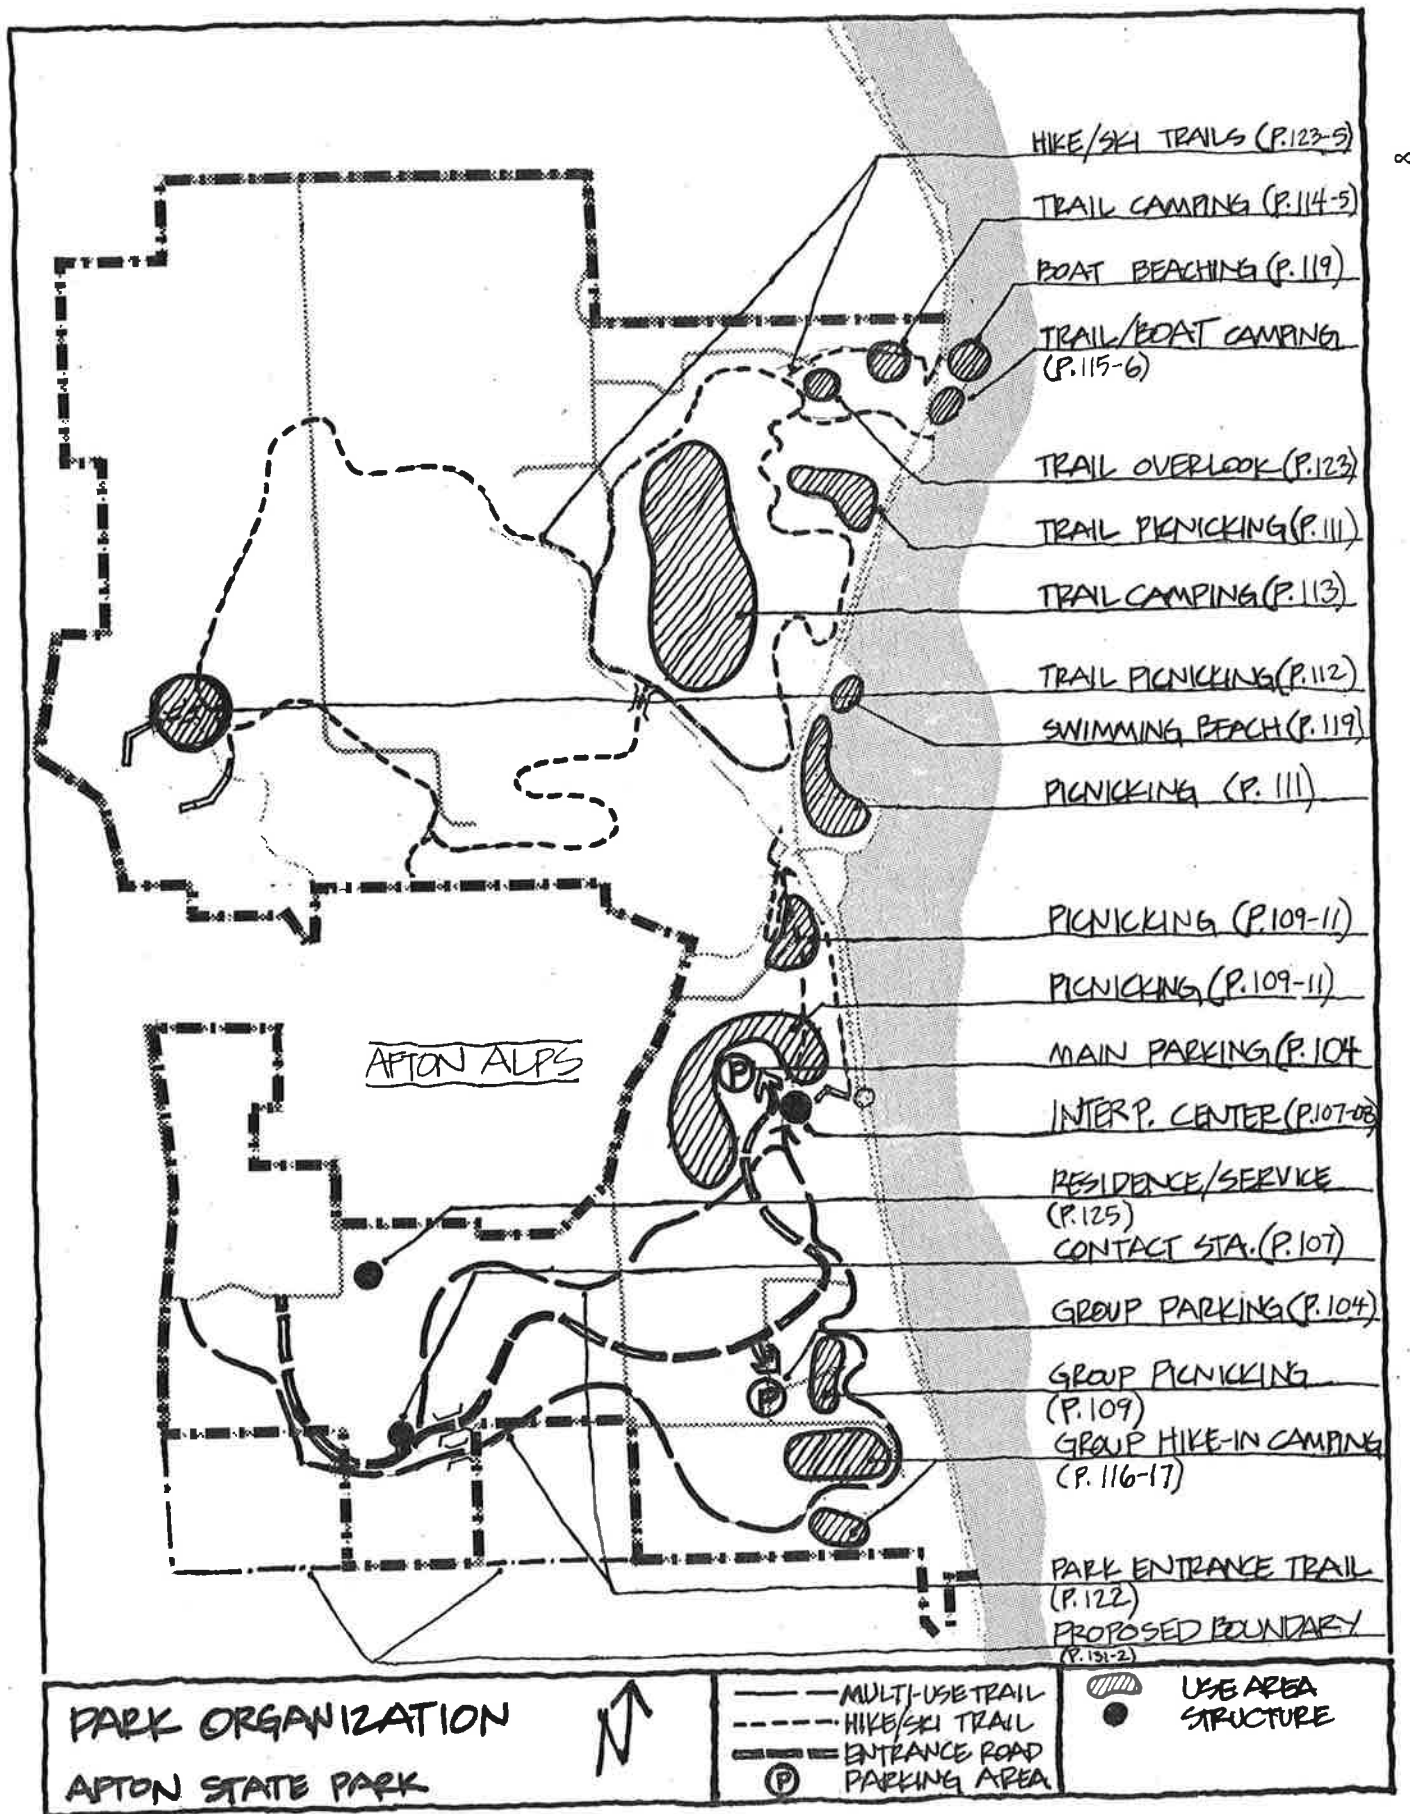 8
HIKE/SKI TRAILS (P.123-5)
TRAIL CAMPING (P.114-5)
BOAT BEACHING (P.119)
TRAIL/BOAT CAMPING
(P.115-6)
TRAIL OVERLOOK (P.123)
TRAIL PICNICKING (P.111)
TRAIL CAMPING (P.113)
TRAIL PICNICKING (P.112)
SWIMMING BEACH (P.119)
PICNICKING (P. 111)
PICNICKING (P.109-11)
PICNICKING (P.109-11)
AFTON ALPS
P
MAIN PARKING (P.104
INTERP. CENTER (P.107-08)
RESIDENCE/SERVICE
(P.125)
CONTACT STA. (P.107)
GROUP PARKING (P.104)
P
GROUP PICNICKING
(P.109)
GROUP HIKE-IN CAMPING
(P. 116-17)
PARK ENTRANCE TRAIL
(P.122)
PROPOSED BOUNDARY
(P.131-2)
PARK ORGANIZATION
AFTON STATE PARK
N
MULTI-USE TRAIL
HIKE/SKI TRAIL
ENTRANCE ROAD
P PARKING AREA
USE AREA
STRUCTURE